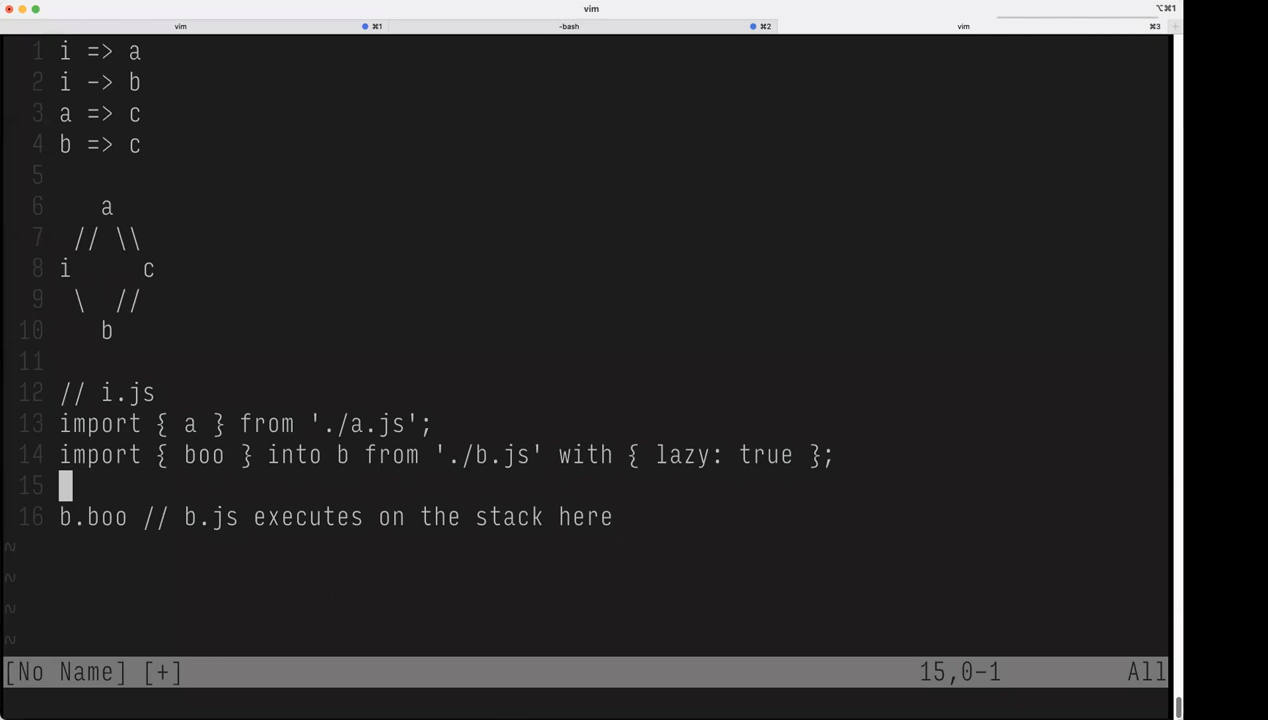 vim
⌥⌘1
vim ⌘1 -bash ⌘2 vim ⌘3
1 i => a
2 i -> b
3 a => c
4 b => c
5
6 a
7 // \\
8 i c
9 \ //
10 b
11
12 // i.js
13 import { a } from './a.js';
14 import { boo } into b from './b.js' with { lazy: true };
15
16 b.boo // b.js executes on the stack here
~
~
~
~
[No Name] [+] 15,0-1 All